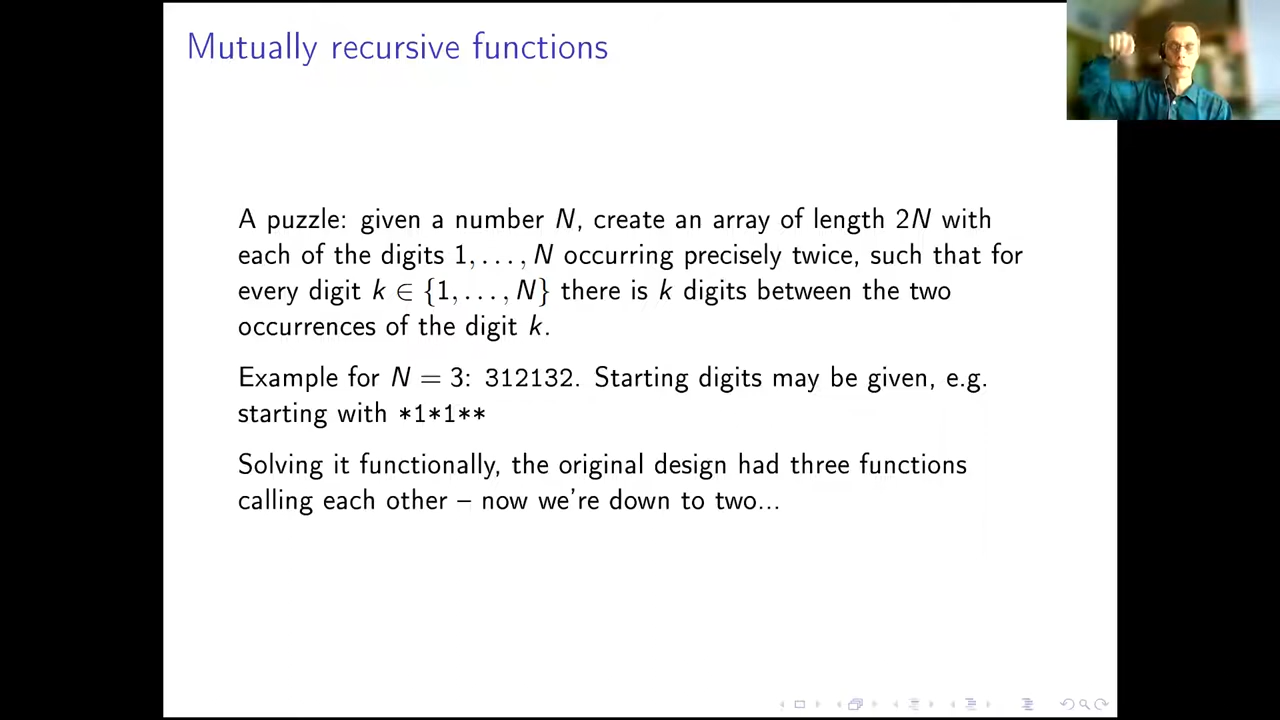 Mutually recursive functions
A puzzle: given a number N, create an array of length 2N with
each of the digits 1, . . . , N occurring precisely twice, such that for
every digit k ∈ {1, . . . , N} there is k digits between the two
occurrences of the digit k.
Example for N = 3: 312132. Starting digits may be given, e.g.
starting with *1*1**
Solving it functionally, the original design had three functions
calling each other – now we're down to two...